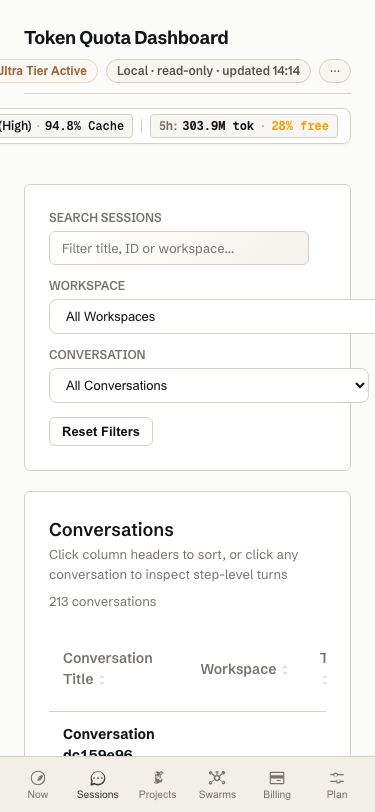 Token Quota Dashboard
Ultra Tier Active
Local · read-only · updated 14:14
···
(High) · 94.8% Cache
5h: 303.9M tok · 28% free
SEARCH SESSIONS
Filter title, ID or workspace...
WORKSPACE
All Workspaces
CONVERSATION
All Conversations
Reset Filters
Conversations
Click column headers to sort, or click any
conversation to inspect step-level turns
213 conversations
Conversation
Title
Workspace
T
Conversation
dc159e96
Now
Sessions
Projects
Swarms
Billing
Plan